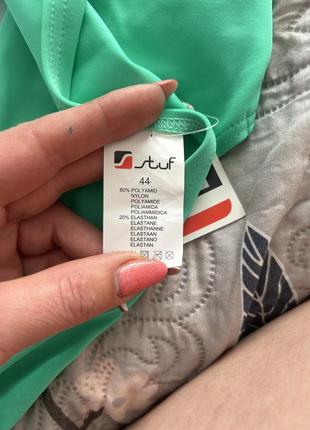 stuf
44
80% POLYAMID
NYLON
POLYAMIDE
POLIAMIDA
POLIAMMIDICA
20% ELASTHAN
ELASTANE
ELASTHANNE
ELASTAAN
ELASTANO
ELASTAN